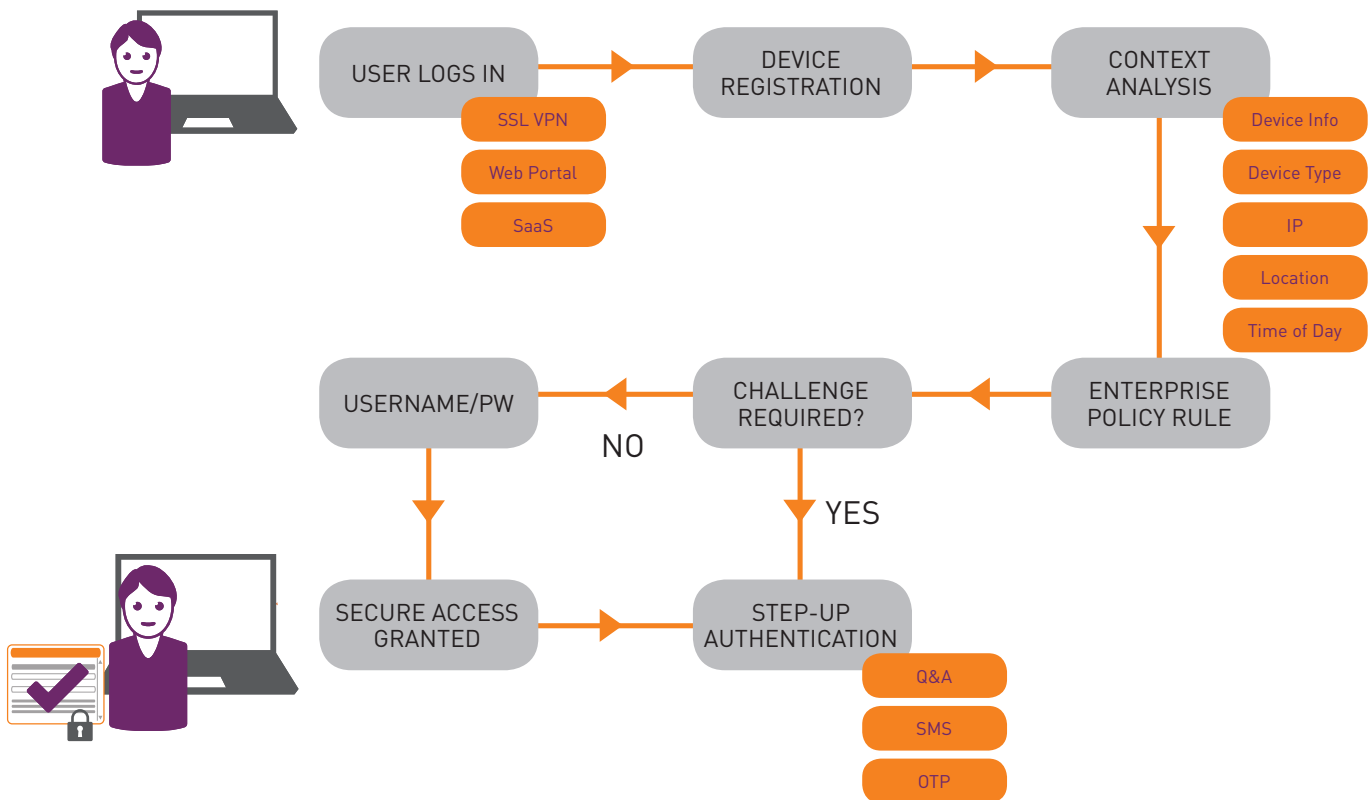 USER LOGS IN
SSL VPN
Web Portal
SaaS
DEVICE
REGISTRATION
CONTEXT
ANALYSIS
Device Info
Device Type
IP
Location
Time of Day
ENTERPRISE
POLICY RULE
CHALLENGE
REQUIRED?
NO
USERNAME/PW
YES
SECURE ACCESS
GRANTED
STEP-UP
AUTHENTICATION
Q&A
SMS
OTP